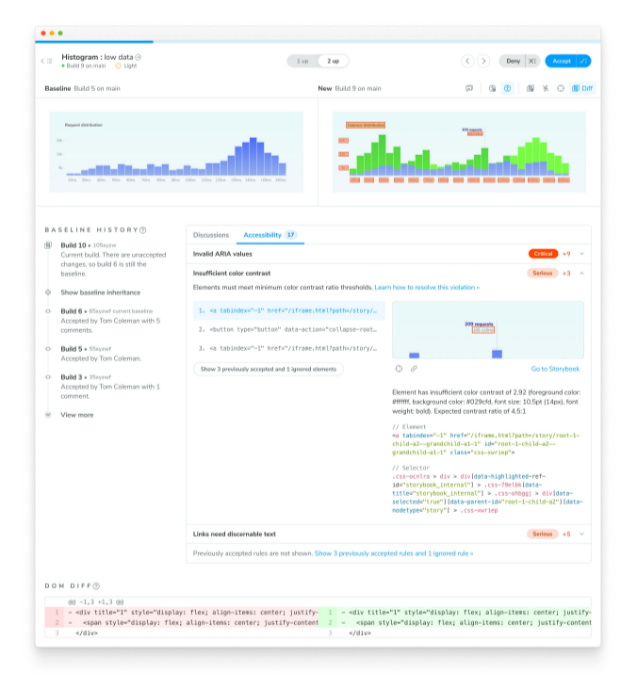 Histogram : low data
Build 9 on main Light
1 up 2 up
Deny
Accept
Baseline Build 5 on main
New Build 9 on main
Diff
Request distribution
Request distribution
209 requests
BASELINE HISTORY
Build 10
Current build. There are unaccepted
changes, so build 6 is still the
baseline.
Show baseline inheritance
Build 6 current baseline
Accepted by Tom Coleman with 5
comments.
Build 5
Accepted by Tom Coleman.
Build 3
Accepted by Tom Coleman with 1
comment.
View more
Discussions Accessibility 17
Invalid ARIA values Critical +9
Insufficient color contrast Serious +3
Elements must meet minimum color contrast ratio thresholds. Learn how to resolve this violation »
1. <a tabindex="-1" href="/iframe.html?path=/story/…
2. <button type="button" data-action="collapse-root…
3. <a tabindex="-1" href="/iframe.html?path=/story/…
Show 3 previously accepted and 1 ignored elements
209 requests
Go to Storybook
Element has insufficient color contrast of 2.92 (foreground color:
#ffffff, background color: #029cfd, font size: 10.5pt (14px), font
weight: bold). Expected contrast ratio of 4.5:1
// Element
<a tabindex="-1" href="/iframe.html?path=/story/root-1-
child-a2--grandchild-a1-1" id="root-1-child-a2--
grandchild-a1-1" class="css-xwriep">
// Selector
> div > div[data-highlighted-ref-
id="storybook_internal"] > [data-
title="storybook_internal"] > > div[data-
selected="true"][data-parent-id="root-1-child-a2"][data-
nodetype="story"] > .css-xwriep
Links need discernable text Serious +5
Previously accepted rules are not shown. Show 3 previously accepted rules and 1 ignored rule »
DOM DIFF
@@ -1,3 +1,3 @@
1 - <div title="1" style="display: flex; align-items: center; justify- 1 - <div title="1" style="display: flex; align-items: center; justify-
2 - <span style="display: flex; align-items: center; justify-content 2 - <span style="display: flex; align-items: center; justify-content
3 </div> 3 </div>